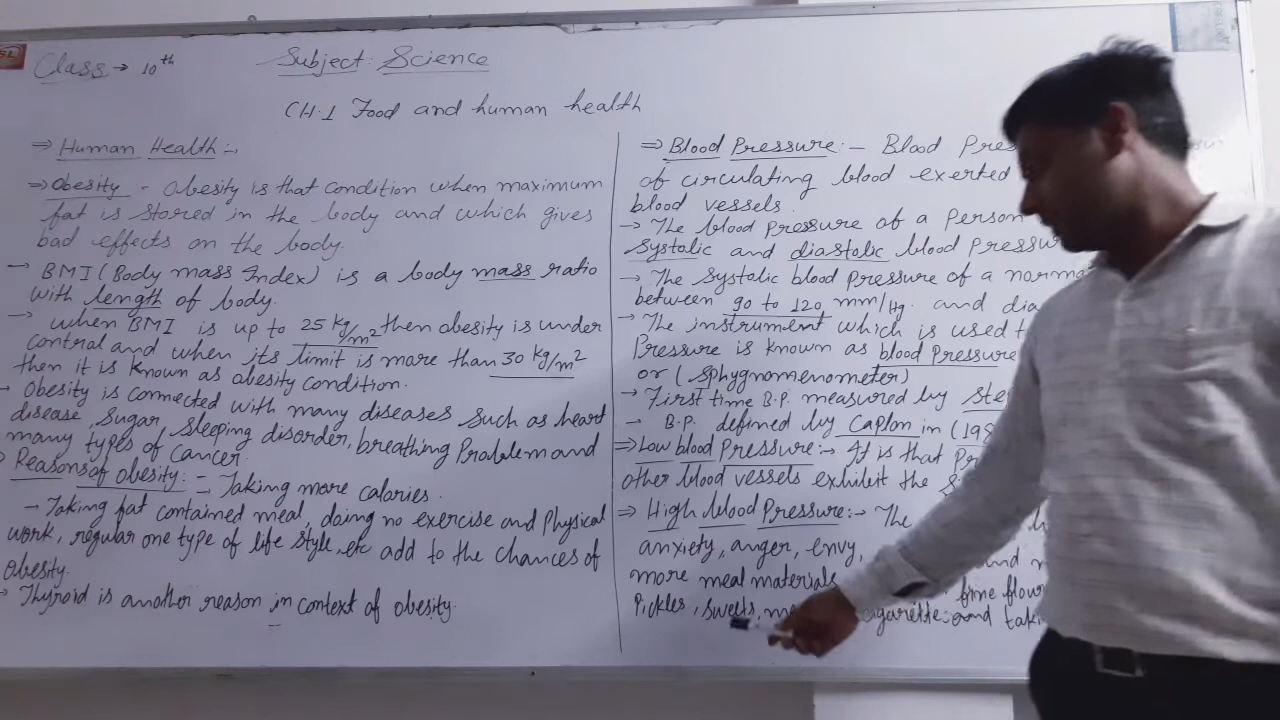 Class → 10th
Subject: Science
CH.1 Food and human health
⇒ Human Health :-
⇒ Obesity - Obesity is that condition when maximum
fat is stored in the body and which gives
bad effects on the body.
→ BMI (Body mass Index) is a body mass ratio
with length of body.
→ when BMI is up to 25 kg/m² then obesity is under
control and when its limit is more than 30 kg/m²
then it is known as obesity condition.
- Obesity is connected with many diseases such as heart
disease, sugar, sleeping disorder, breathing Problem and
many types of cancer.
Reasons of obesity: - - Taking more calories.
- Taking fat contained meal, doing no exercise and Physical
work, regular one type of life style, etc add to the chances of
obesity.
- Thyroid is another reason in context of obesity.
⇒ Blood Pressure: - Blood Pres
of circulating blood exerted
blood vessels.
→ The blood pressure of a person
systolic and diastolic blood pressu
→ The systolic blood pressure of a norma
between 90 to 120 mm/Hg. and dia
→ The instrument which is used t
Pressure is known as blood pressure
or (sphygnomenometer)
→ First time B.P. measured by ste
- B.P. defined by Caplon in (19
⇒ Low blood Pressure:- It is that Pr
other blood vessels exhibit the
⇒ High blood Pressure:- The
anxiety, anger, envy, and
more meal materials fine flour
Pickles, sweets, cagarette and taki